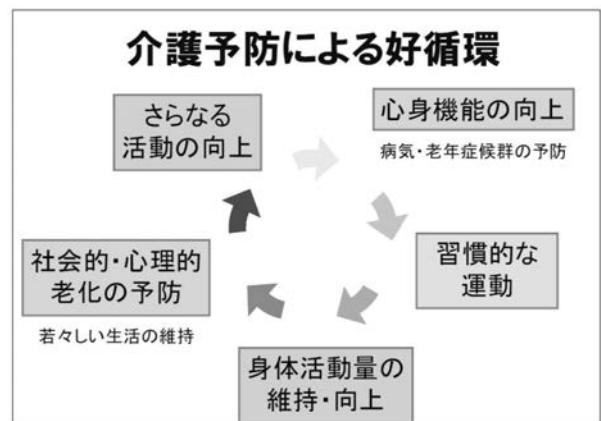 介護予防による好循環
心身機能の向上
病気・老年症候群の予防
習慣的な
運動
身体活動量の
維持・向上
社会的・心理的
老化の予防
若々しい生活の維持
さらなる
活動の向上